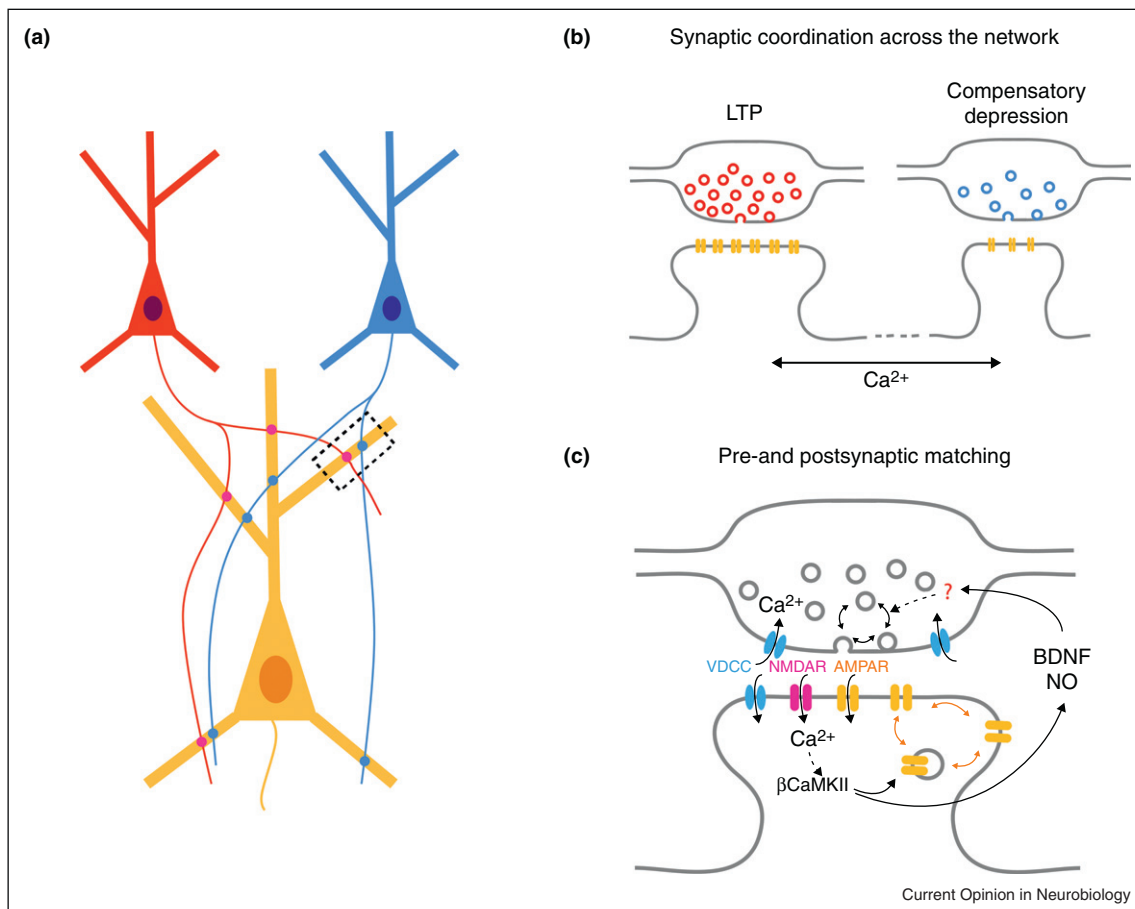 (a)
(b) Synaptic coordination across the network
LTP
Compensatory
depression
Ca²⁺
(c) Pre-and postsynaptic matching
Ca²⁺
?
VDCC NMDAR AMPAR
BDNF
NO
Ca²⁺
βCaMKII
Current Opinion in Neurobiology